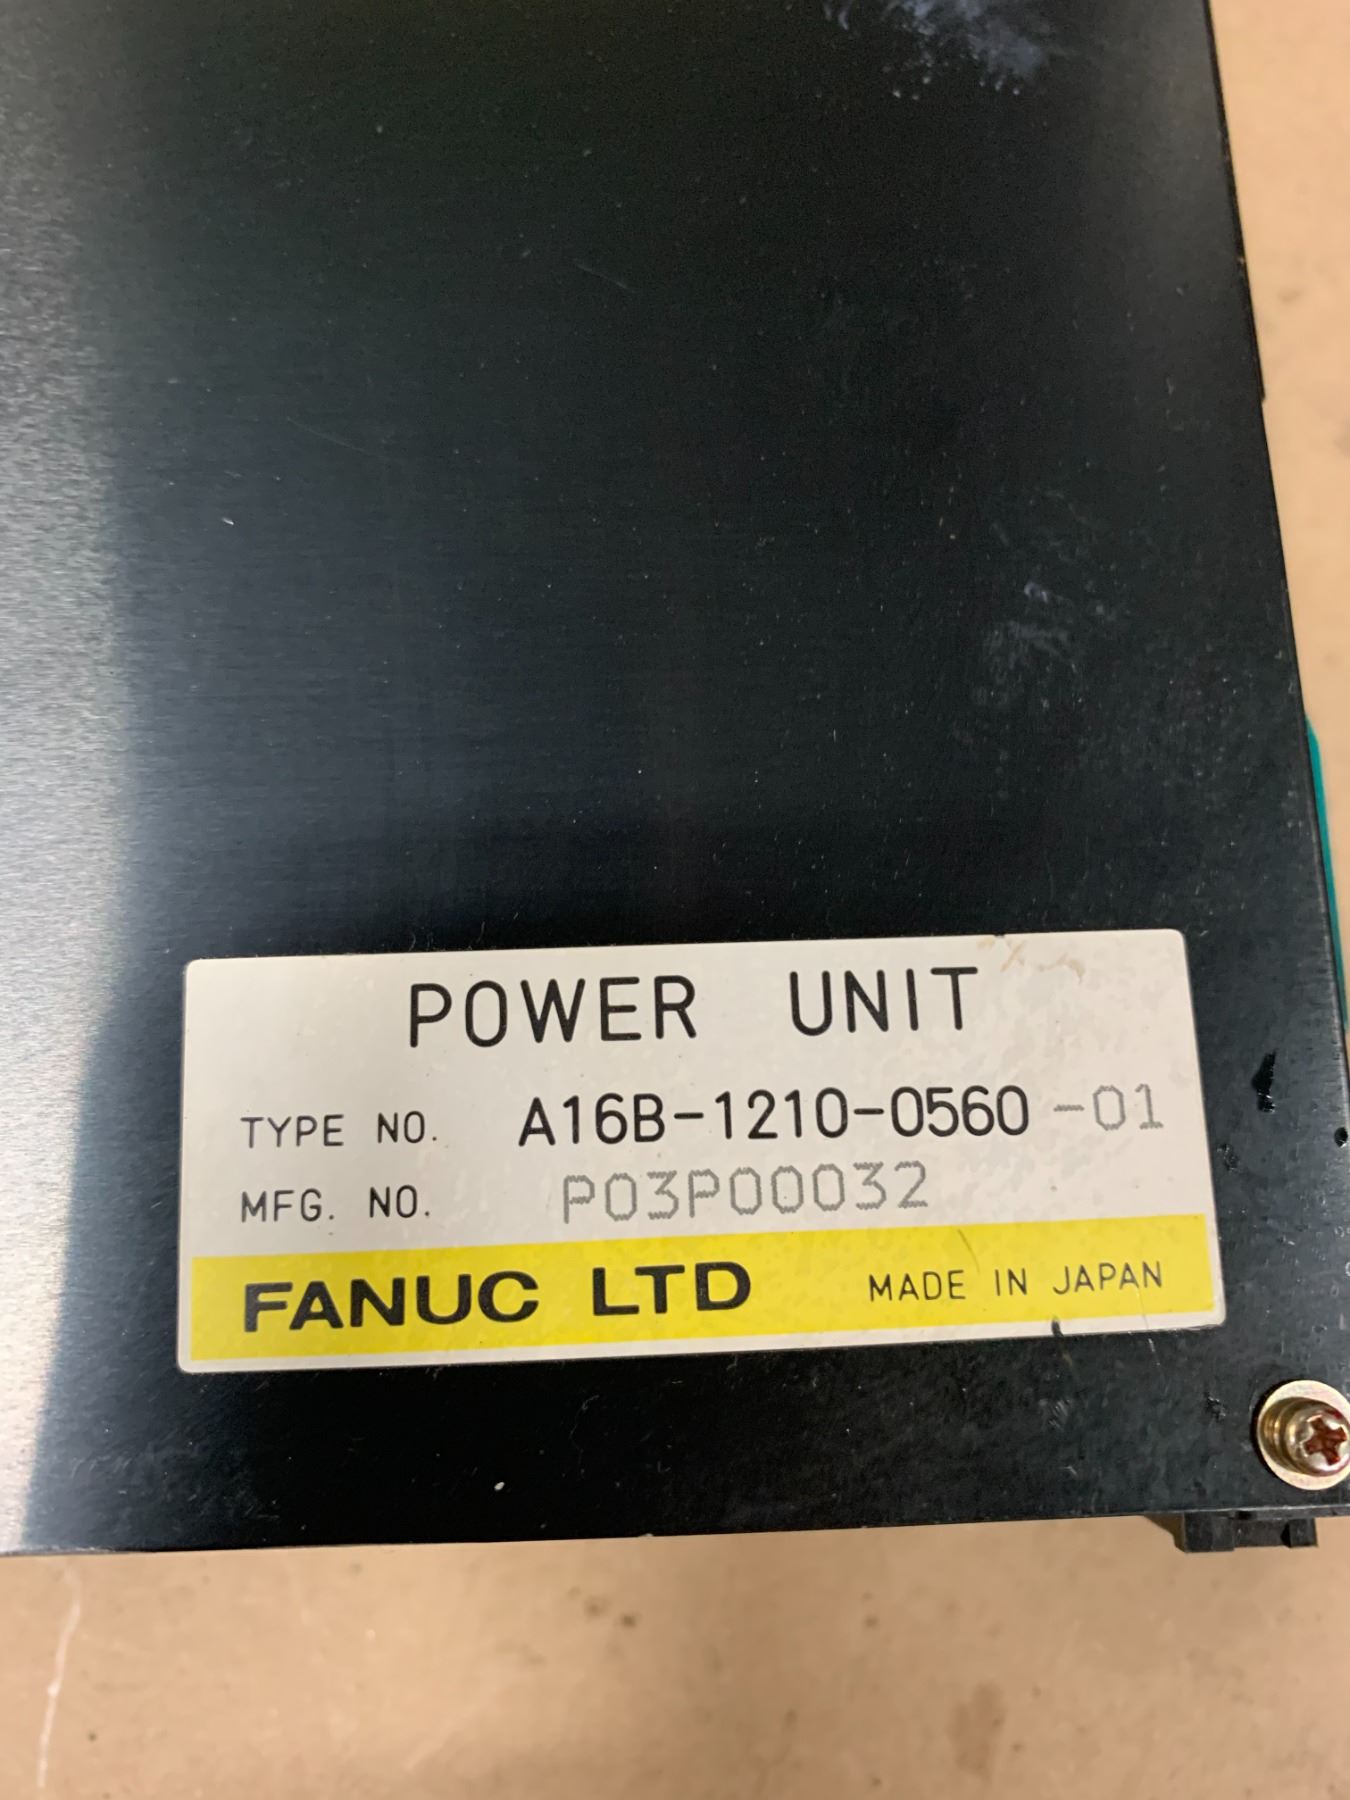 POWER UNIT
TYPE NO. A16B-1210-0560-01
MFG. NO. P03P00032
FANUC LTD MADE IN JAPAN